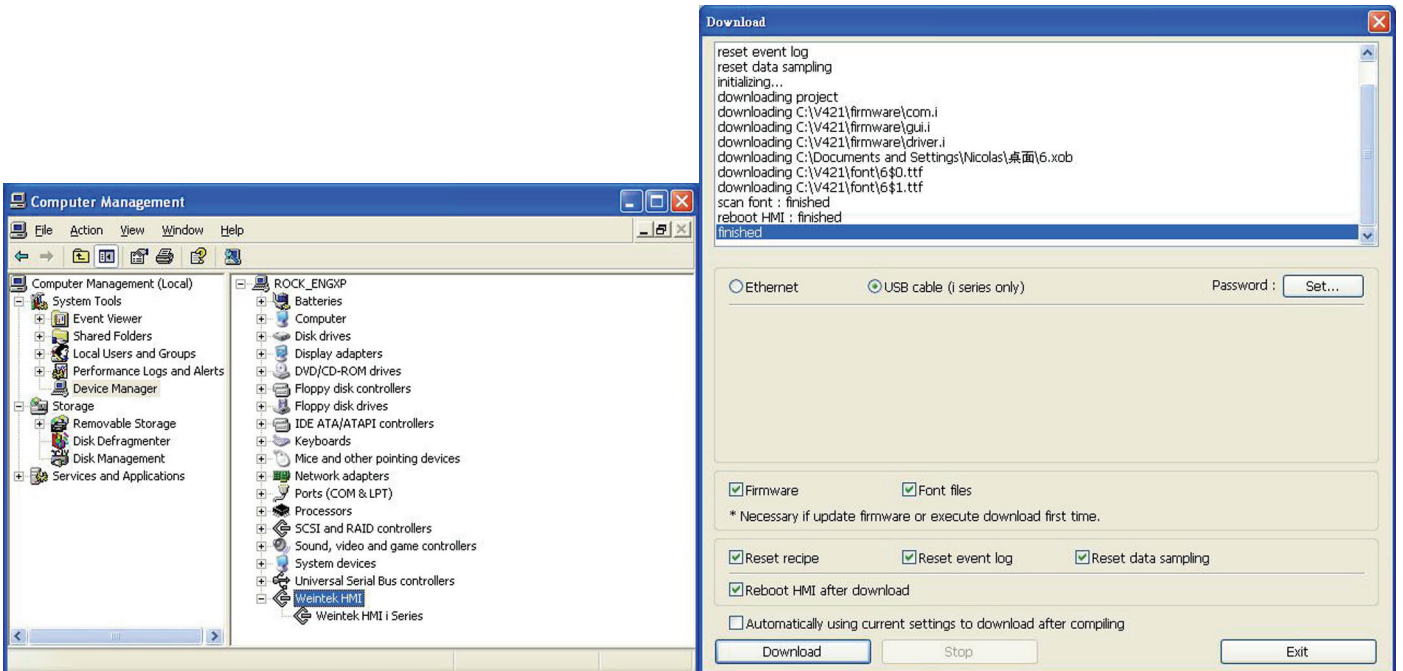 Computer Management
File Action View Window Help
Computer Management (Local)
System Tools
Event Viewer
Shared Folders
Local Users and Groups
Performance Logs and Alerts
Device Manager
Storage
Removable Storage
Disk Defragmenter
Disk Management
Services and Applications
ROCK_ENGXP
Batteries
Computer
Disk drives
Display adapters
DVD/CD-ROM drives
Floppy disk controllers
Floppy disk drives
IDE ATA/ATAPI controllers
Keyboards
Mice and other pointing devices
Network adapters
Ports (COM & LPT)
Processors
SCSI and RAID controllers
Sound, video and game controllers
System devices
Universal Serial Bus controllers
Weintek HMI
Weintek HMI i Series
Download
reset event log
reset data sampling
initializing...
downloading project
downloading C:\V421\firmware\com.i
downloading C:\V421\firmware\gui.i
downloading C:\V421\firmware\driver.i
downloading C:\Documents and Settings\Nicolas\桌面\6.xob
downloading C:\V421\font\6$0.ttf
downloading C:\V421\font\6$1.ttf
scan font : finished
reboot HMI : finished
finished
Ethernet USB cable (i series only) Password : Set...
Firmware Font files
* Necessary if update firmware or execute download first time.
Reset recipe Reset event log Reset data sampling
Reboot HMI after download
Automatically using current settings to download after compiling
Download Stop Exit